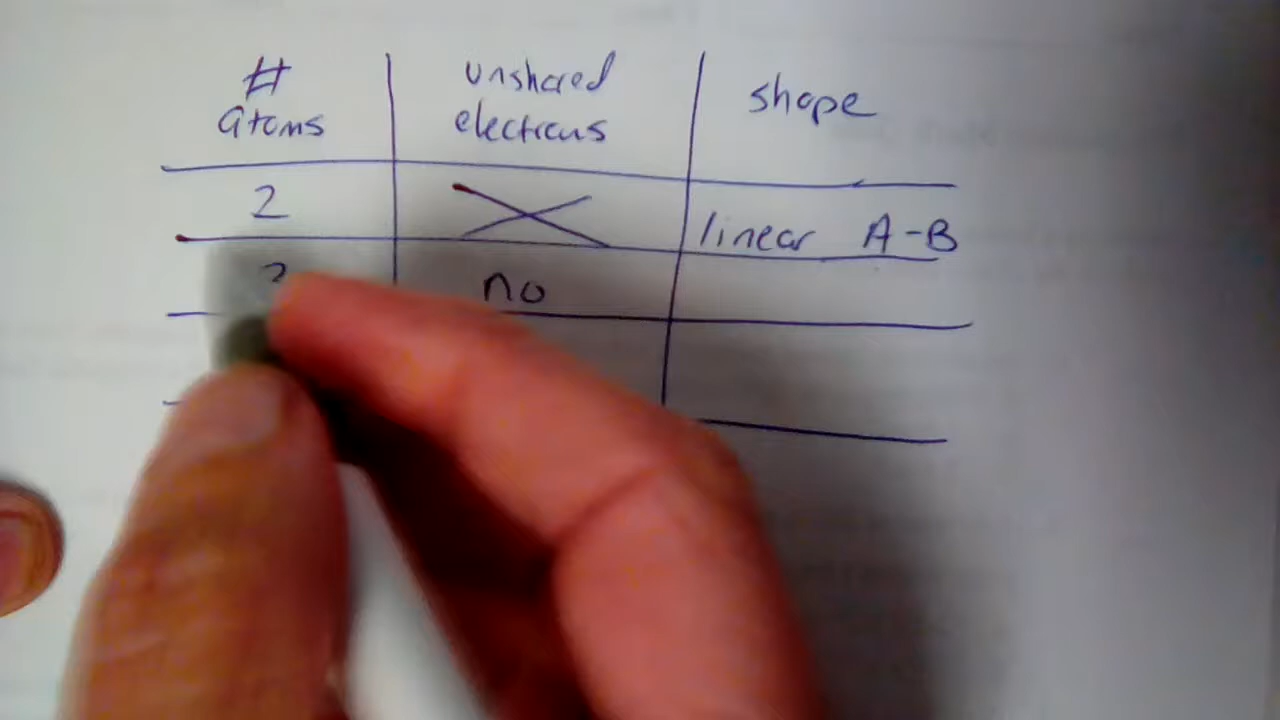 # atoms
unshared electrons
shape
2
linear A-B
no